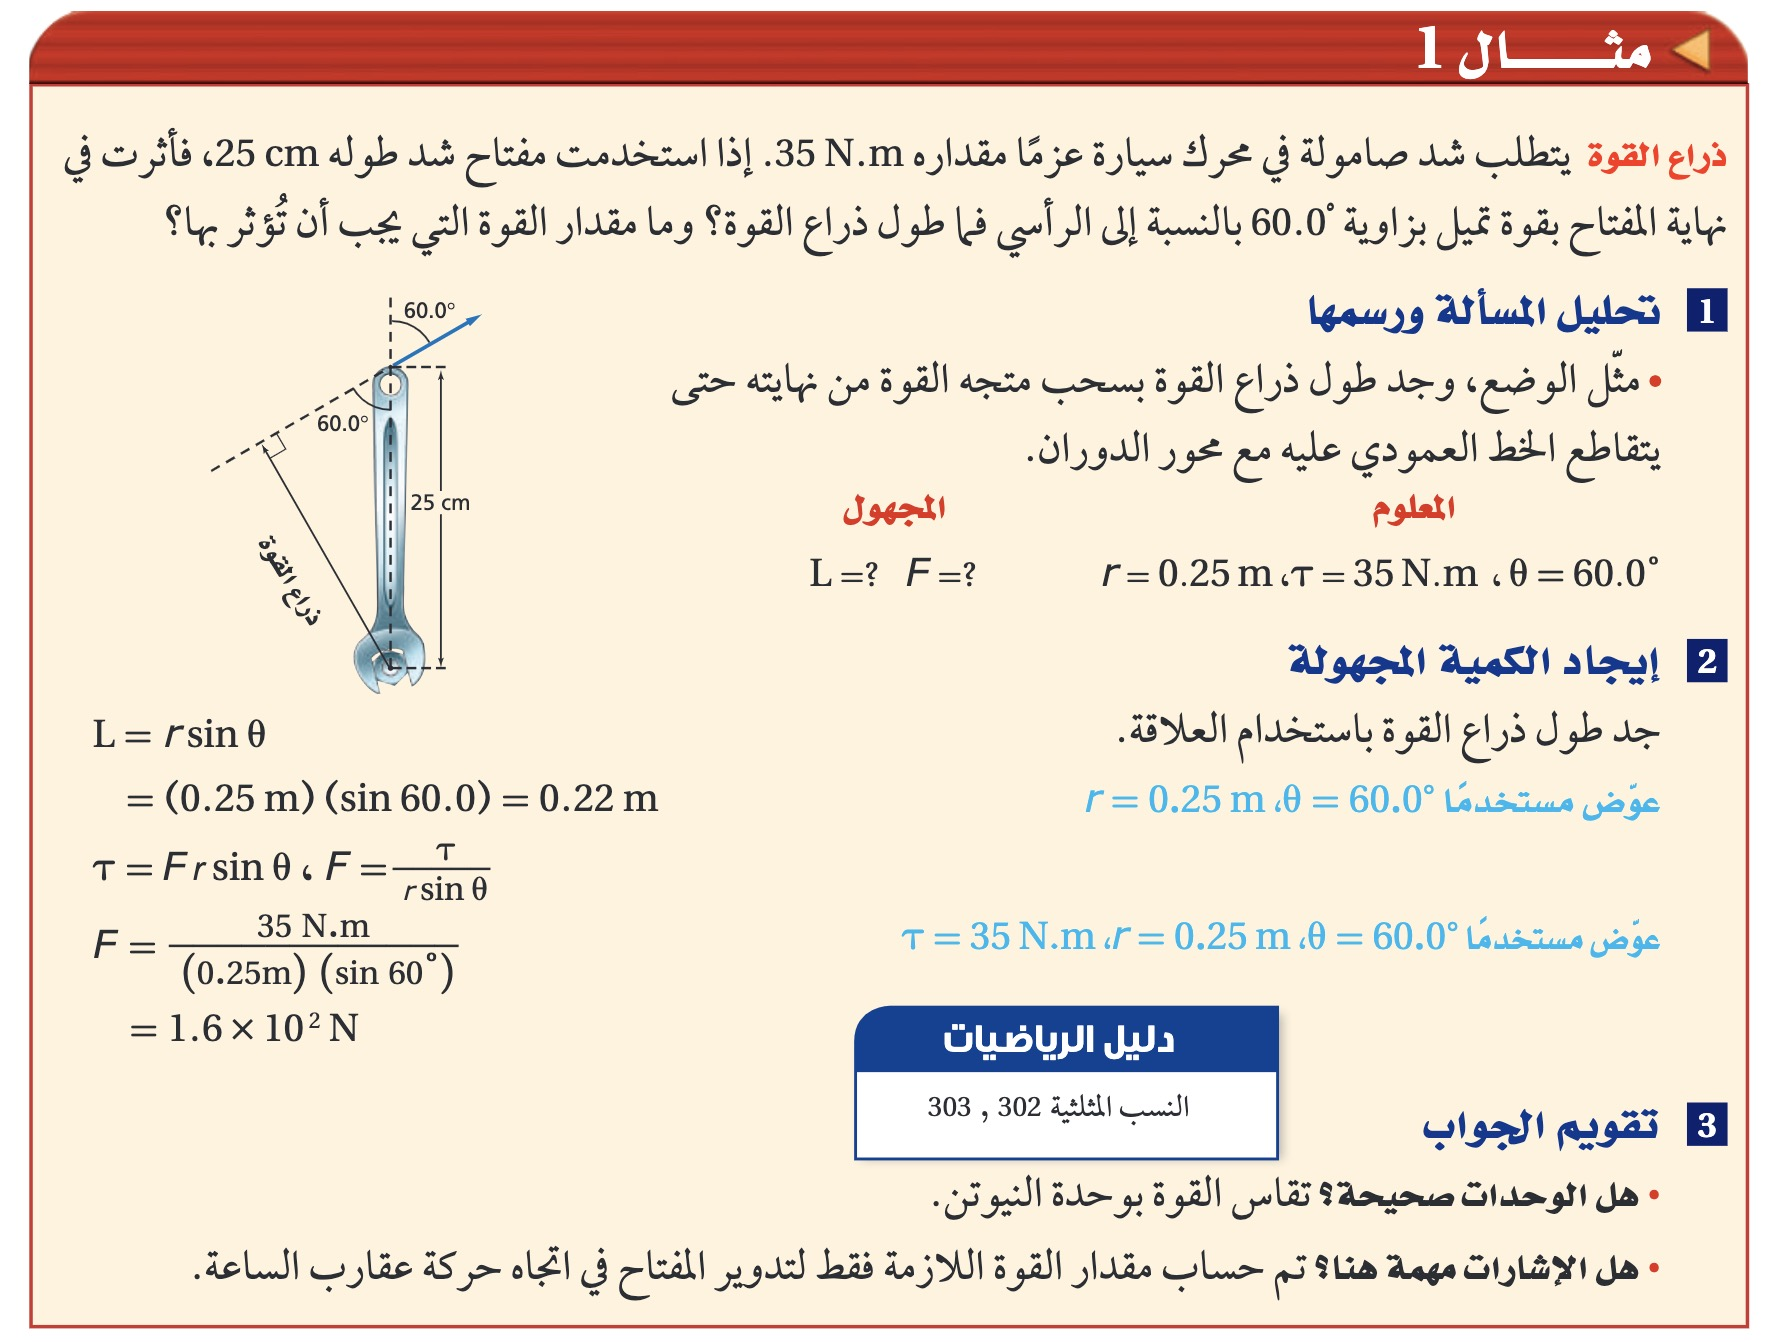 مثال 1
ذراع القوة يتطلب شد صامولة في محرك سيارة عزمًا مقداره 35 N.m. إذا استخدمت مفتاح شد طوله 25 cm، فأثرت في
نهاية المفتاح بقوة تميل بزاوية 60.0° بالنسبة إلى الرأسي فما طول ذراع القوة؟ وما مقدار القوة التي يجب أن تُؤثر بها؟
1 تحليل المسألة ورسمها
• مثّل الوضع، وجد طول ذراع القوة بسحب متجه القوة من نهايته حتى
يتقاطع الخط العمودي عليه مع محور الدوران.
المعلوم المجهول
r = 0.25 m ،τ = 35 N.m ، θ = 60.0°
L =? F =?
60.0°
60.0°
25 cm
ذراع القوة
2 إيجاد الكمية المجهولة
جد طول ذراع القوة باستخدام العلاقة.
L = r sin θ
عوّض مستخدمًا r = 0.25 m ،θ = 60.0°
= (0.25 m) (sin 60.0) = 0.22 m
τ = F r sin θ ، F = τ / r sin θ
عوّض مستخدمًا τ = 35 N.m ،r = 0.25 m ،θ = 60.0°
F = 35 N.m / (0.25m) (sin 60°)
= 1.6 × 10² N
دليل الرياضيات
النسب المثلثية 302 , 303
3 تقويم الجواب
• هل الوحدات صحيحة؟ تقاس القوة بوحدة النيوتن.
• هل الإشارات مهمة هنا؟ تم حساب مقدار القوة اللازمة فقط لتدوير المفتاح في اتجاه حركة عقارب الساعة.